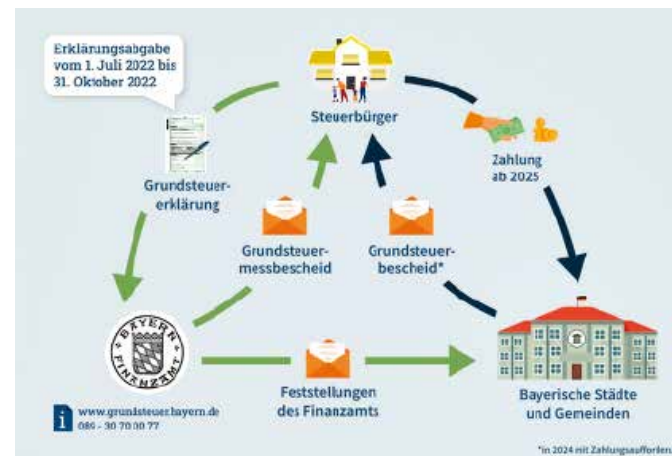 Erklärungsabgabe
vom 1. Juli 2022 bis
31. Oktober 2022
Steuerbürger
Grundsteuer-
erklärung
Zahlung
ab 2025
Grundsteuer-
messbescheid
Grundsteuer-
bescheid*
BAYERN
FINANZAMT
Feststellungen
des Finanzamts
Bayerische Städte
und Gemeinden
i www.grundsteuer.bayern.de
089 - 30 70 00 77
*in 2024 mit Zahlungsaufforderu